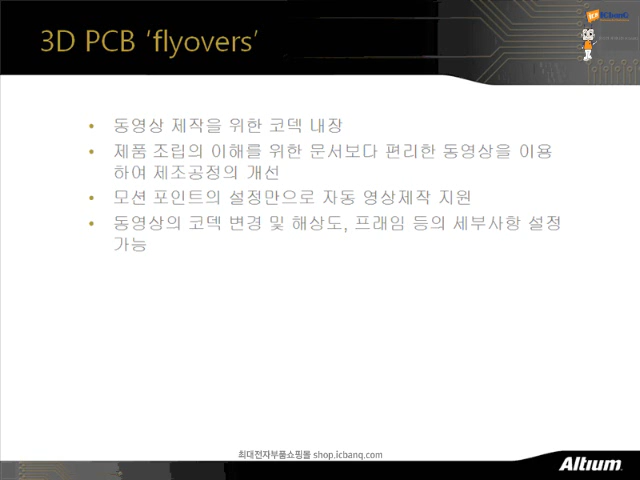 3D PCB ‘flyovers’
ICbanQ
• 동영상 제작을 위한 코덱 내장
• 제품 조립의 이해를 위한 문서보다 편리한 동영상을 이용
하여 제조공정의 개선
• 모션 포인트의 설정만으로 자동 영상제작 지원
• 동영상의 코덱 변경 및 해상도, 프래임 등의 세부사항 설정
가능
최대전자부품쇼핑몰 shop.icbanq.com
Altium